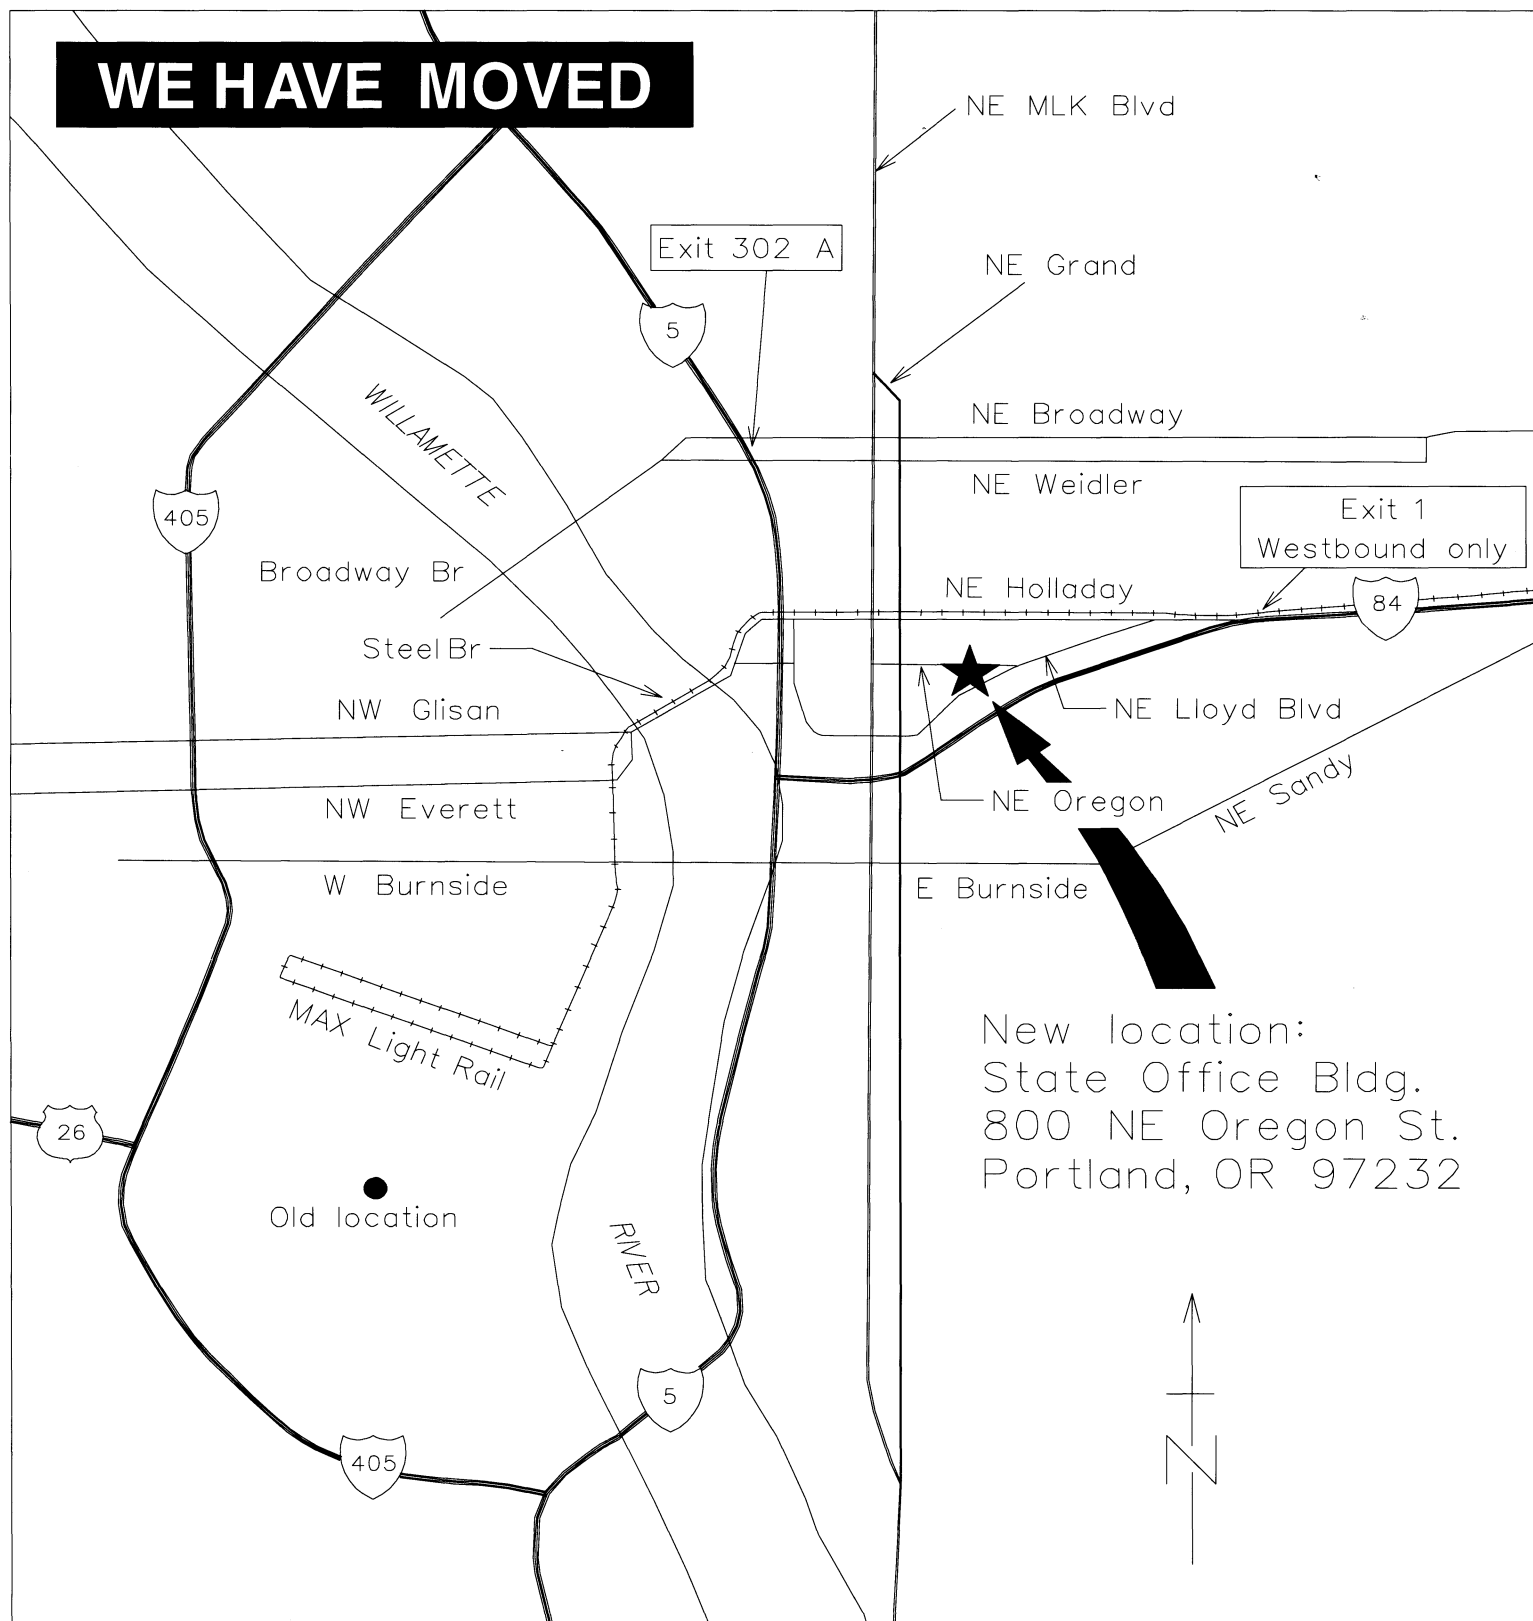 WE HAVE MOVED
NE MLK Blvd
Exit 302 A
NE Grand
5
WILLAMETTE
NE Broadway
NE Weidler
405
Exit 1
Westbound only
Broadway Br
NE Holladay
84
Steel Br
NW Glisan
NE Lloyd Blvd
NW Everett
NE Oregon
NE Sandy
W Burnside
E Burnside
MAX Light Rail
New location:
State Office Bldg.
800 NE Oregon St.
Portland, OR 97232
26
Old location
RIVER
5
405
N